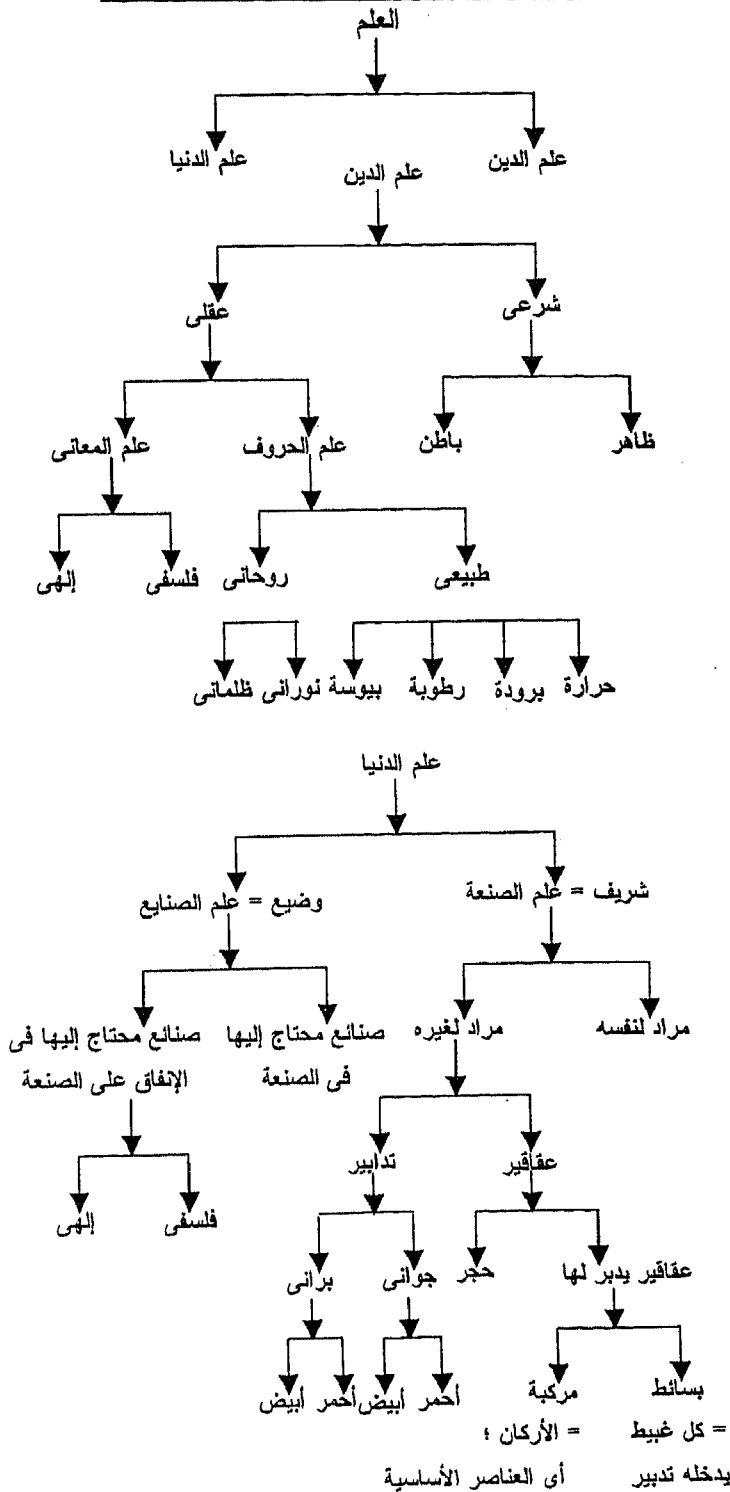 العلم
علم الدين علم الدنيا
علم الدين
شرعى عقلى
ظاهر باطن علم الحروف علم المعانى
طبيعى روحانى فلسفى إلهى
حرارة برودة رطوبة يبوسة نورانى ظلمانى
علم الدنيا
شريف = علم الصنعة وضيع = علم الصنايع
مراد لنفسه مراد لغيره صنائع محتاج إليها صنائع محتاج إليها فى
فى الصنعة الإنفاق على الصنعة
عقاقير تدابير
فلسفى إلهى
عقاقير يدبر لها حجر جوانى برانى
بسائط مركبة أحمر أبيض أحمر أبيض
= كل غبيط = الأركان ؛
يدخله تدبير أى العناصر الأساسية